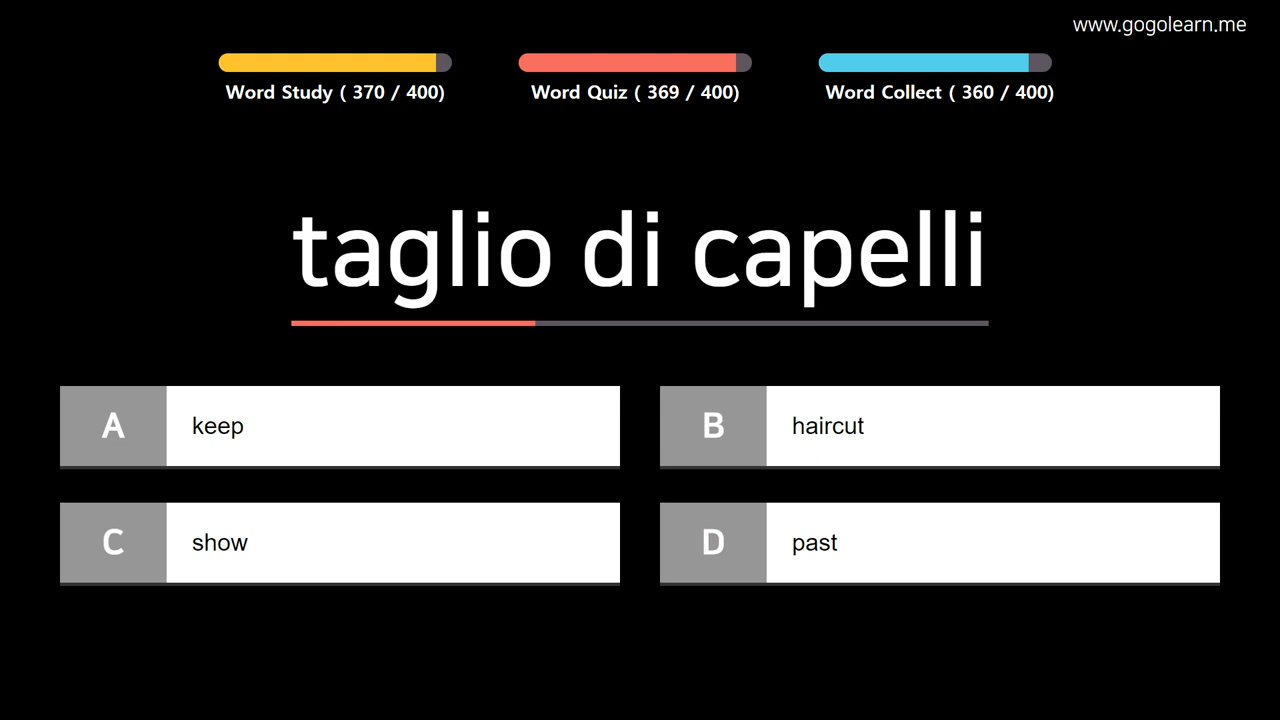 www.gogolearn.me
Word Study ( 370 / 400)
Word Quiz ( 369 / 400)
Word Collect ( 360 / 400)
taglio di capelli
A keep
B haircut
C show
D past